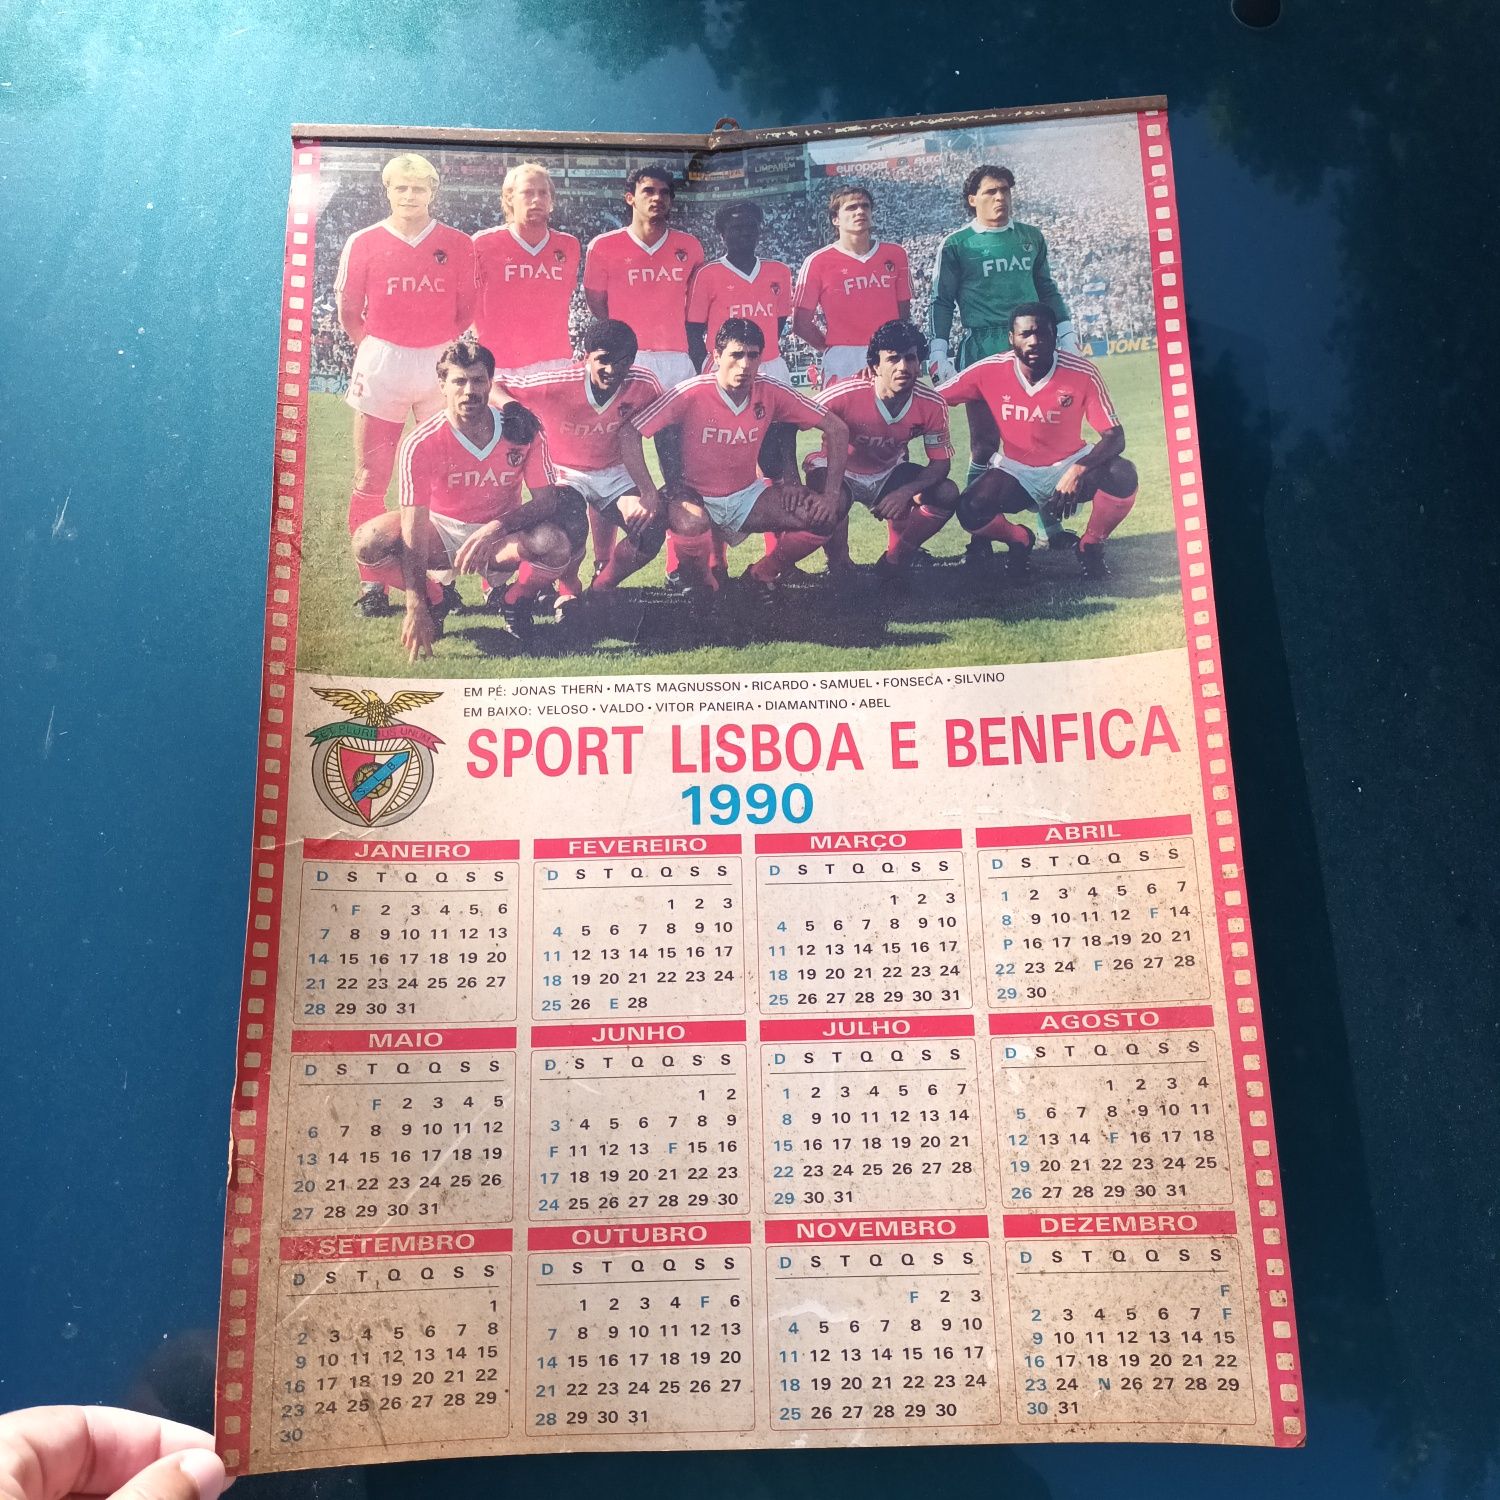 LIMPARIM
europcar
euro
FNAC
FNAC
FNAC
FNAC
FNAC
FNAC
JONES
FNAC
FNAC
FNAC
FNAC
5
EM PÉ: JONAS THERN • MATS MAGNUSSON • RICARDO • SAMUEL • FONSECA • SILVINO
EM BAIXO: VELOSO • VALDO • VITOR PANEIRA • DIAMANTINO • ABEL
E PLURIBUS UNUM
S. L. B.
SPORT LISBOA E BENFICA
1990
JANEIRO
D S T Q Q S S
F 2 3 4 5 6
7 8 9 10 11 12 13
14 15 16 17 18 19 20
21 22 23 24 25 26 27
28 29 30 31
FEVEREIRO
D S T Q Q S S
1 2 3
4 5 6 7 8 9 10
11 12 13 14 15 16 17
18 19 20 21 22 23 24
25 26 E 28
MARÇO
D S T Q Q S S
1 2 3
4 5 6 7 8 9 10
11 12 13 14 15 16 17
18 19 20 21 22 23 24
25 26 27 28 29 30 31
ABRIL
D S T Q Q S S
1 2 3 4 5 6 7
8 9 10 11 12 F 14
P 16 17 18 19 20 21
22 23 24 F 26 27 28
29 30
MAIO
D S T Q Q S S
F 2 3 4 5
6 7 8 9 10 11 12
13 14 15 16 17 18 19
20 21 22 23 24 25 26
27 28 29 30 31
JUNHO
D S T Q Q S S
1 2
3 4 5 6 7 8 9
F 11 12 13 F 15 16
17 18 19 20 21 22 23
24 25 26 27 28 29 30
JULHO
D S T Q Q S S
1 2 3 4 5 6 7
8 9 10 11 12 13 14
15 16 17 18 19 20 21
22 23 24 25 26 27 28
29 30 31
AGOSTO
D S T Q Q S S
1 2 3 4
5 6 7 8 9 10 11
12 13 14 F 16 17 18
19 20 21 22 23 24 25
26 27 28 29 30 31
SETEMBRO
D S T Q Q S S
1
2 3 4 5 6 7 8
9 10 11 12 13 14 15
16 17 18 19 20 21 22
23 24 25 26 27 28 29
30
OUTUBRO
D S T Q Q S S
1 2 3 4 F 6
7 8 9 10 11 12 13
14 15 16 17 18 19 20
21 22 23 24 25 26 27
28 29 30 31
NOVEMBRO
D S T Q Q S S
F 2 3
4 5 6 7 8 9 10
11 12 13 14 15 16 17
18 19 20 21 22 23 24
25 26 27 28 29 30
DEZEMBRO
D S T Q Q S S
F
2 3 4 5 6 7 F
9 10 11 12 13 14 15
16 17 18 19 20 21 22
23 24 N 26 27 28 29
30 31